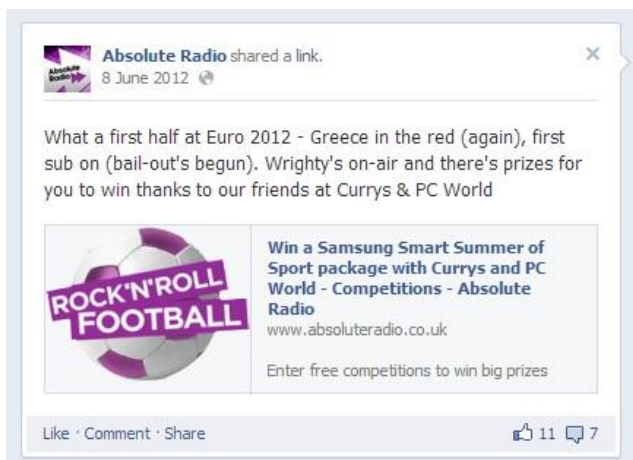 Absolute Radio shared a link.
8 June 2012
Absolute
Radio
What a first half at Euro 2012 - Greece in the red (again), first
sub on (bail-out's begun). Wrighty's on-air and there's prizes for
you to win thanks to our friends at Currys & PC World
ROCK'N'ROLL
FOOTBALL
Win a Samsung Smart Summer of
Sport package with Currys and PC
World - Competitions - Absolute
Radio
www.absoluteradio.co.uk
Enter free competitions to win big prizes
Like · Comment · Share
11 7